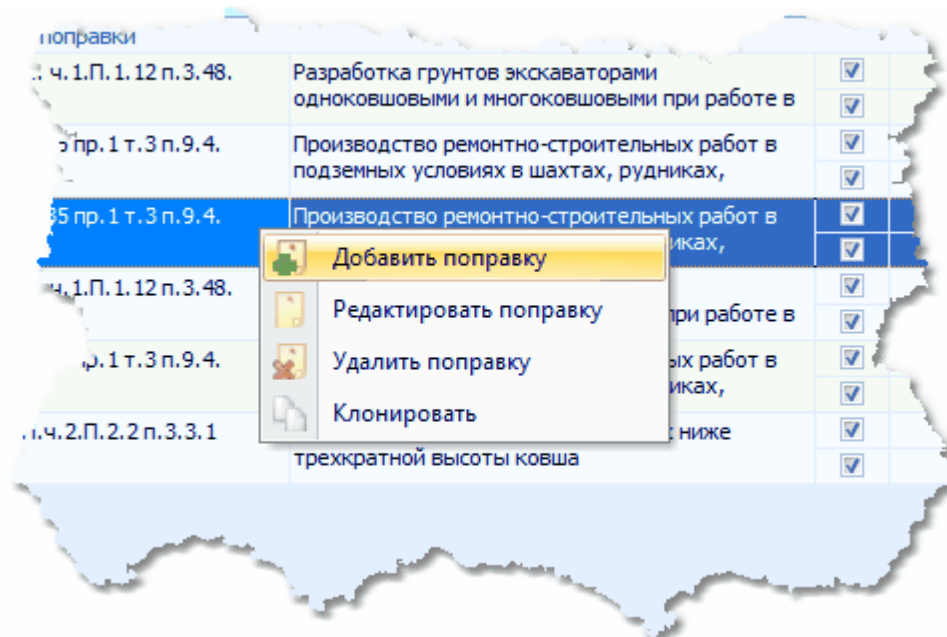 поправки
ч.1.П.1.12 п.3.48.
Разработка грунтов экскаваторами
одноковшовыми и многоковшовыми при работе в
пр.1 т.3 п.9.4.
Производство ремонтно-строительных работ в
подземных условиях в шахтах, рудниках,
35 пр.1 т.3 п.9.4.
Производство ремонтно-строительных работ в
иках,
Добавить поправку
ч.1.П.1.12 п.3.48.
Редактировать поправку
при работе в
пр.1 т.3 п.9.4.
Удалить поправку
ых работ в
иках,
Клонировать
ч.2.П.2.2 п.3.3.1
ниже
трехкратной высоты ковша